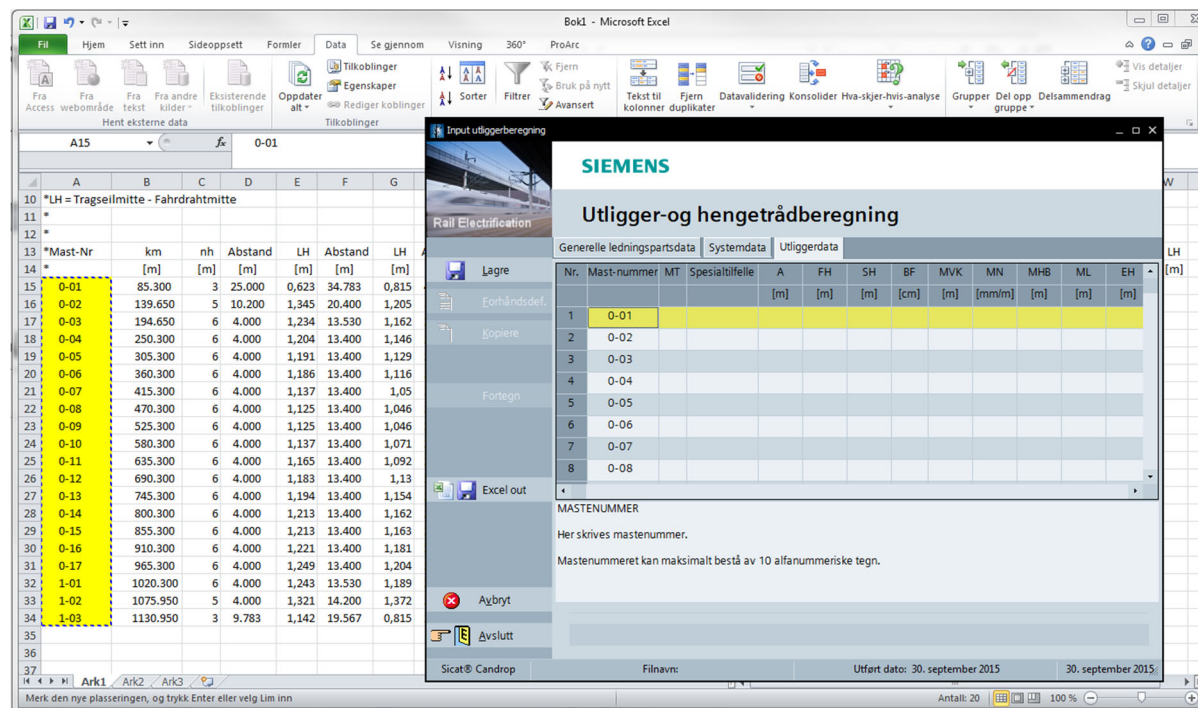 Bok1 - Microsoft Excel
Fil Hjem Sett inn Sideoppsett Formler Data Se gjennom Visning 360° ProArc
Fra Access Fra webområde Fra tekst Fra andre kilder Eksisterende tilkoblinger Oppdater alt Tilkoblinger Egenskaper Rediger koblinger Sorter Filtrer Fjern Bruk på nytt Avansert Tekst til kolonner Fjern duplikater Datavalidering Konsolider Hva-skjer-hvis-analyse Grupper Del opp gruppe Delsammendrag Vis detaljer Skjul detaljer
Hent eksterne data Tilkoblinger
A15 fx 0-01
A B C D E F G W
10 *LH = Tragseilmitte - Fahrdrahtmitte
11 *
12 *
13 *Mast-Nr km nh Abstand LH Abstand LH LH
14 * [m] [m] [m] [m] [m] [m] [m]
15 0-01 85.300 3 25.000 0,623 34.783 0,815
16 0-02 139.650 5 10.200 1,345 20.400 1,205
17 0-03 194.650 6 4.000 1,234 13.530 1,162
18 0-04 250.300 6 4.000 1,204 13.400 1,146
19 0-05 305.300 6 4.000 1,191 13.400 1,129
20 0-06 360.300 6 4.000 1,186 13.400 1,116
21 0-07 415.300 6 4.000 1,137 13.400 1,05
22 0-08 470.300 6 4.000 1,125 13.400 1,046
23 0-09 525.300 6 4.000 1,125 13.400 1,046
24 0-10 580.300 6 4.000 1,137 13.400 1,071
25 0-11 635.300 6 4.000 1,165 13.400 1,092
26 0-12 690.300 6 4.000 1,183 13.400 1,13
27 0-13 745.300 6 4.000 1,194 13.400 1,154
28 0-14 800.300 6 4.000 1,213 13.400 1,162
29 0-15 855.300 6 4.000 1,213 13.400 1,163
30 0-16 910.300 6 4.000 1,221 13.400 1,181
31 0-17 965.300 6 4.000 1,249 13.400 1,204
32 1-01 1020.300 6 4.000 1,243 13.530 1,189
33 1-02 1075.950 5 4.000 1,321 14.200 1,372
34 1-03 1130.950 3 9.783 1,142 19.567 0,815
35
36
37
Ark1 Ark2 Ark3
Merk den nye plasseringen, og trykk Enter eller velg Lim inn
Antall: 20 100 %
Input utliggerberegning
SIEMENS
Rail Electrification
Utligger-og hengetrådberegning
Generelle ledningspartsdata Systemdata Utliggerdata
Lagre
Forhåndsdef.
Kopiere
Fortegn
Excel out
Avbryt
Avslutt
Nr. Mast-nummer MT Spesialtilfelle A FH SH BF MVK MN MHB ML EH
[m] [m] [m] [cm] [m] [mm/m] [m] [m] [m]
1 0-01
2 0-02
3 0-03
4 0-04
5 0-05
6 0-06
7 0-07
8 0-08
MASTENUMMER
Her skrives mastenummer.
Mastenummeret kan maksimalt bestå av 10 alfanummeriske tegn.
Sicat® Candrop Filnavn: Utført dato: 30. september 2015 30. september 2015